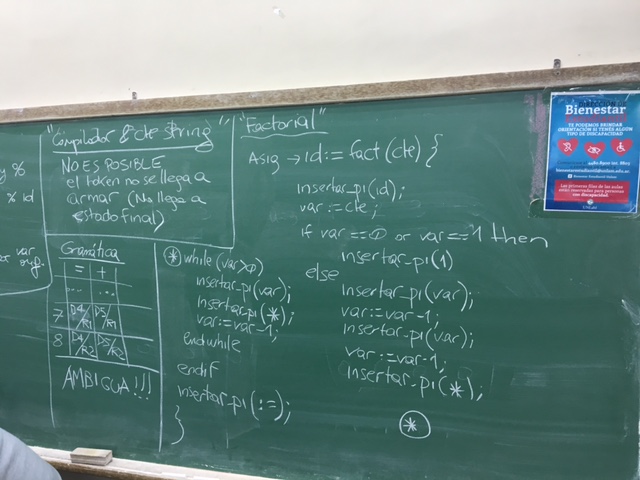 y %
% id
var
"Compilador & cte string"
NO ES POSIBLE
el token no se llega a
armar (No llega a
estado final)
Gramática
= +
... ...
7 D4/R1 D5/R1
8 D4/R2 D5/R2
AMBIGUA!!!
"Factorial"
Asig → id:= fact (cte) {
insertar_pi(id);
var := cte;
if var == 0 or var == 1 then
insertar_pi(1)
else
insertar_pi(var);
var := var-1;
insertar_pi(var);
var := var-1;
insertar_pi(*);
*
* while (var>0)
insertar_pi(var);
insertar_pi(*);
var := var-1;
endwhile
endif
insertar_pi(:=);
}
Bienestar
TE PODEMOS BRINDAR
ORIENTACIÓN SI TENÉS ALGÚN
TIPO DE DISCAPACIDAD
Las primeras filas de las aulas
están reservadas para personas
con discapacidad.